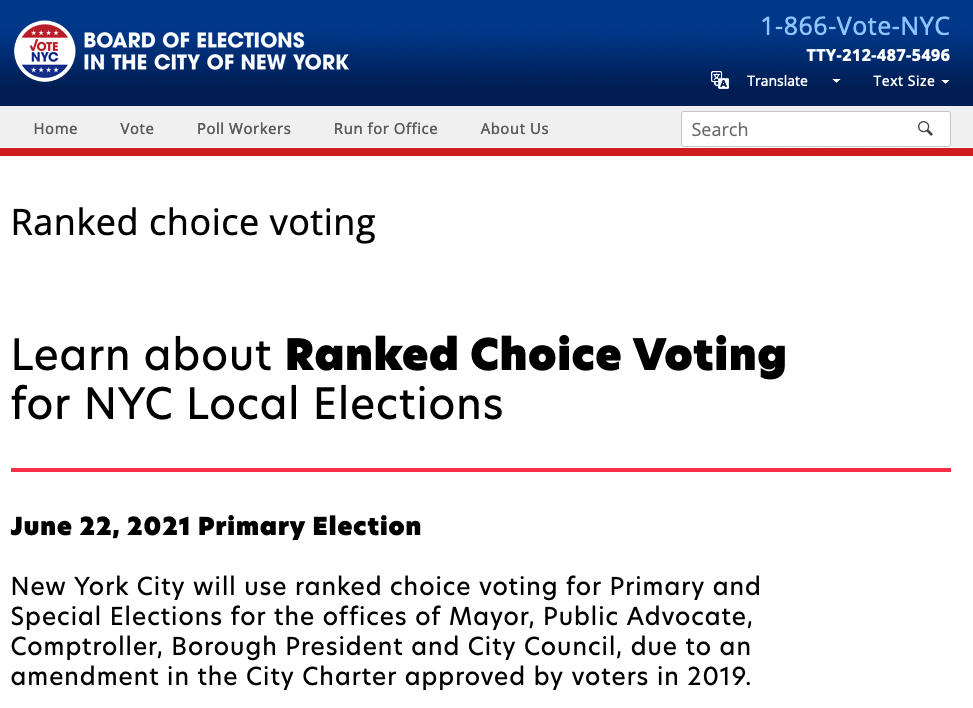 VOTE
NYC
BOARD OF ELECTIONS
IN THE CITY OF NEW YORK
1-866-Vote-NYC
TTY-212-487-5496
Translate
Text Size
Home
Vote
Poll Workers
Run for Office
About Us
Search
Ranked choice voting
Learn about Ranked Choice Voting
for NYC Local Elections
June 22, 2021 Primary Election
New York City will use ranked choice voting for Primary and
Special Elections for the offices of Mayor, Public Advocate,
Comptroller, Borough President and City Council, due to an
amendment in the City Charter approved by voters in 2019.